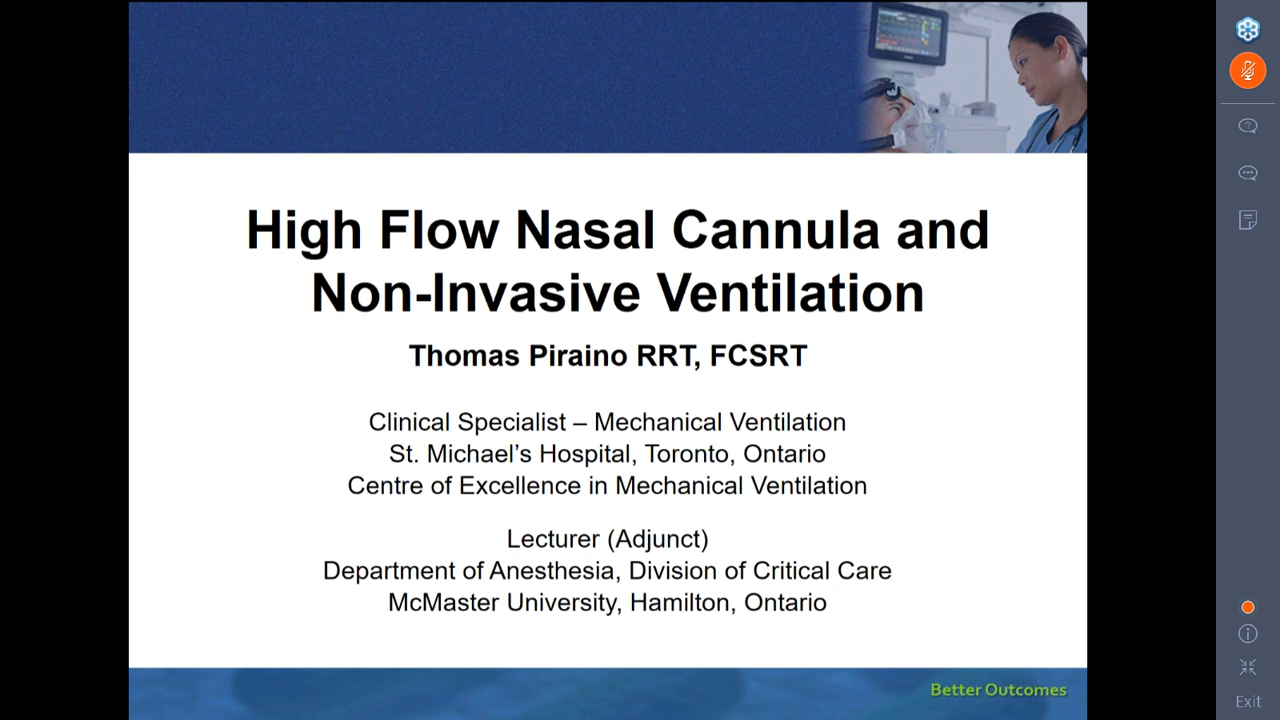 High Flow Nasal Cannula and
Non-Invasive Ventilation
Thomas Piraino RRT, FCSRT
Clinical Specialist – Mechanical Ventilation
St. Michael’s Hospital, Toronto, Ontario
Centre of Excellence in Mechanical Ventilation
Lecturer (Adjunct)
Department of Anesthesia, Division of Critical Care
McMaster University, Hamilton, Ontario
Better Outcomes
Exit